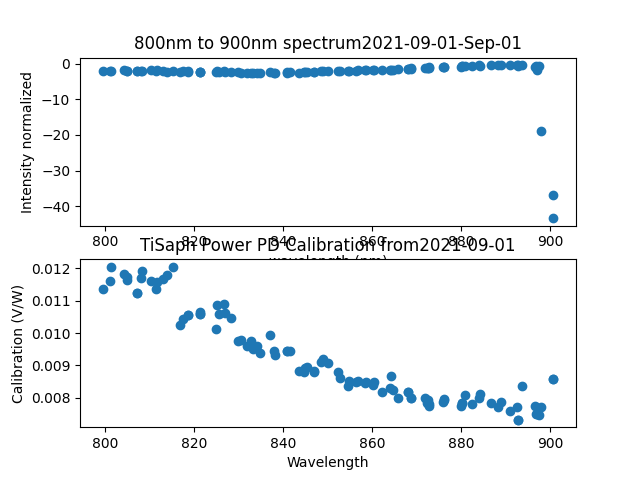 800nm to 900nm spectrum2021-09-01-Sep-01
0
−10
−20
−30
−40
Intensity normalized
800 820 840 860 880 900
wavelength (nm)
TiSaph Power PD Calibration from2021-09-01
0.012
0.011
0.010
0.009
0.008
Calibration (V/W)
800 820 840 860 880 900
Wavelength